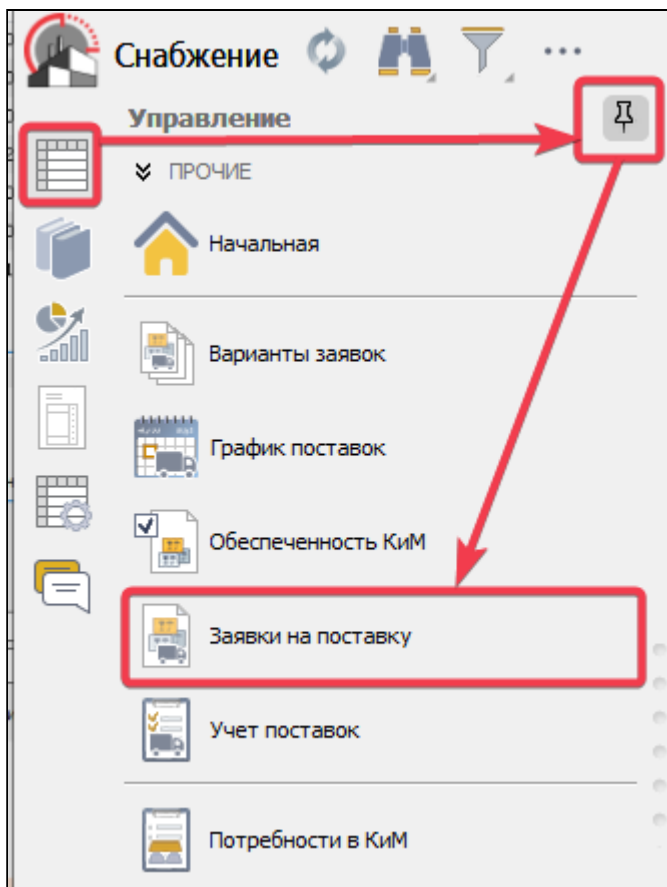 Снабжение
Управление
ПРОЧИЕ
Начальная
Варианты заявок
График поставок
Обеспеченность КиМ
Заявки на поставку
Учет поставок
Потребности в КиМ